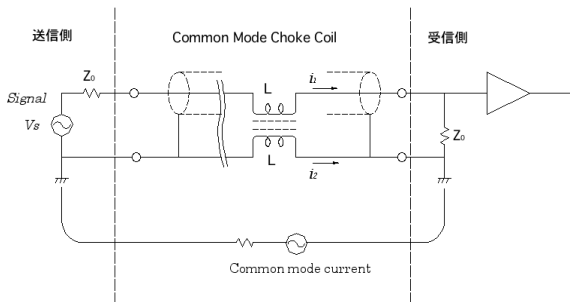 送信側
Common Mode Choke Coil
受信側
Z₀
Signal
Vs
L
i₁
L
i₂
Z₀
Common mode current